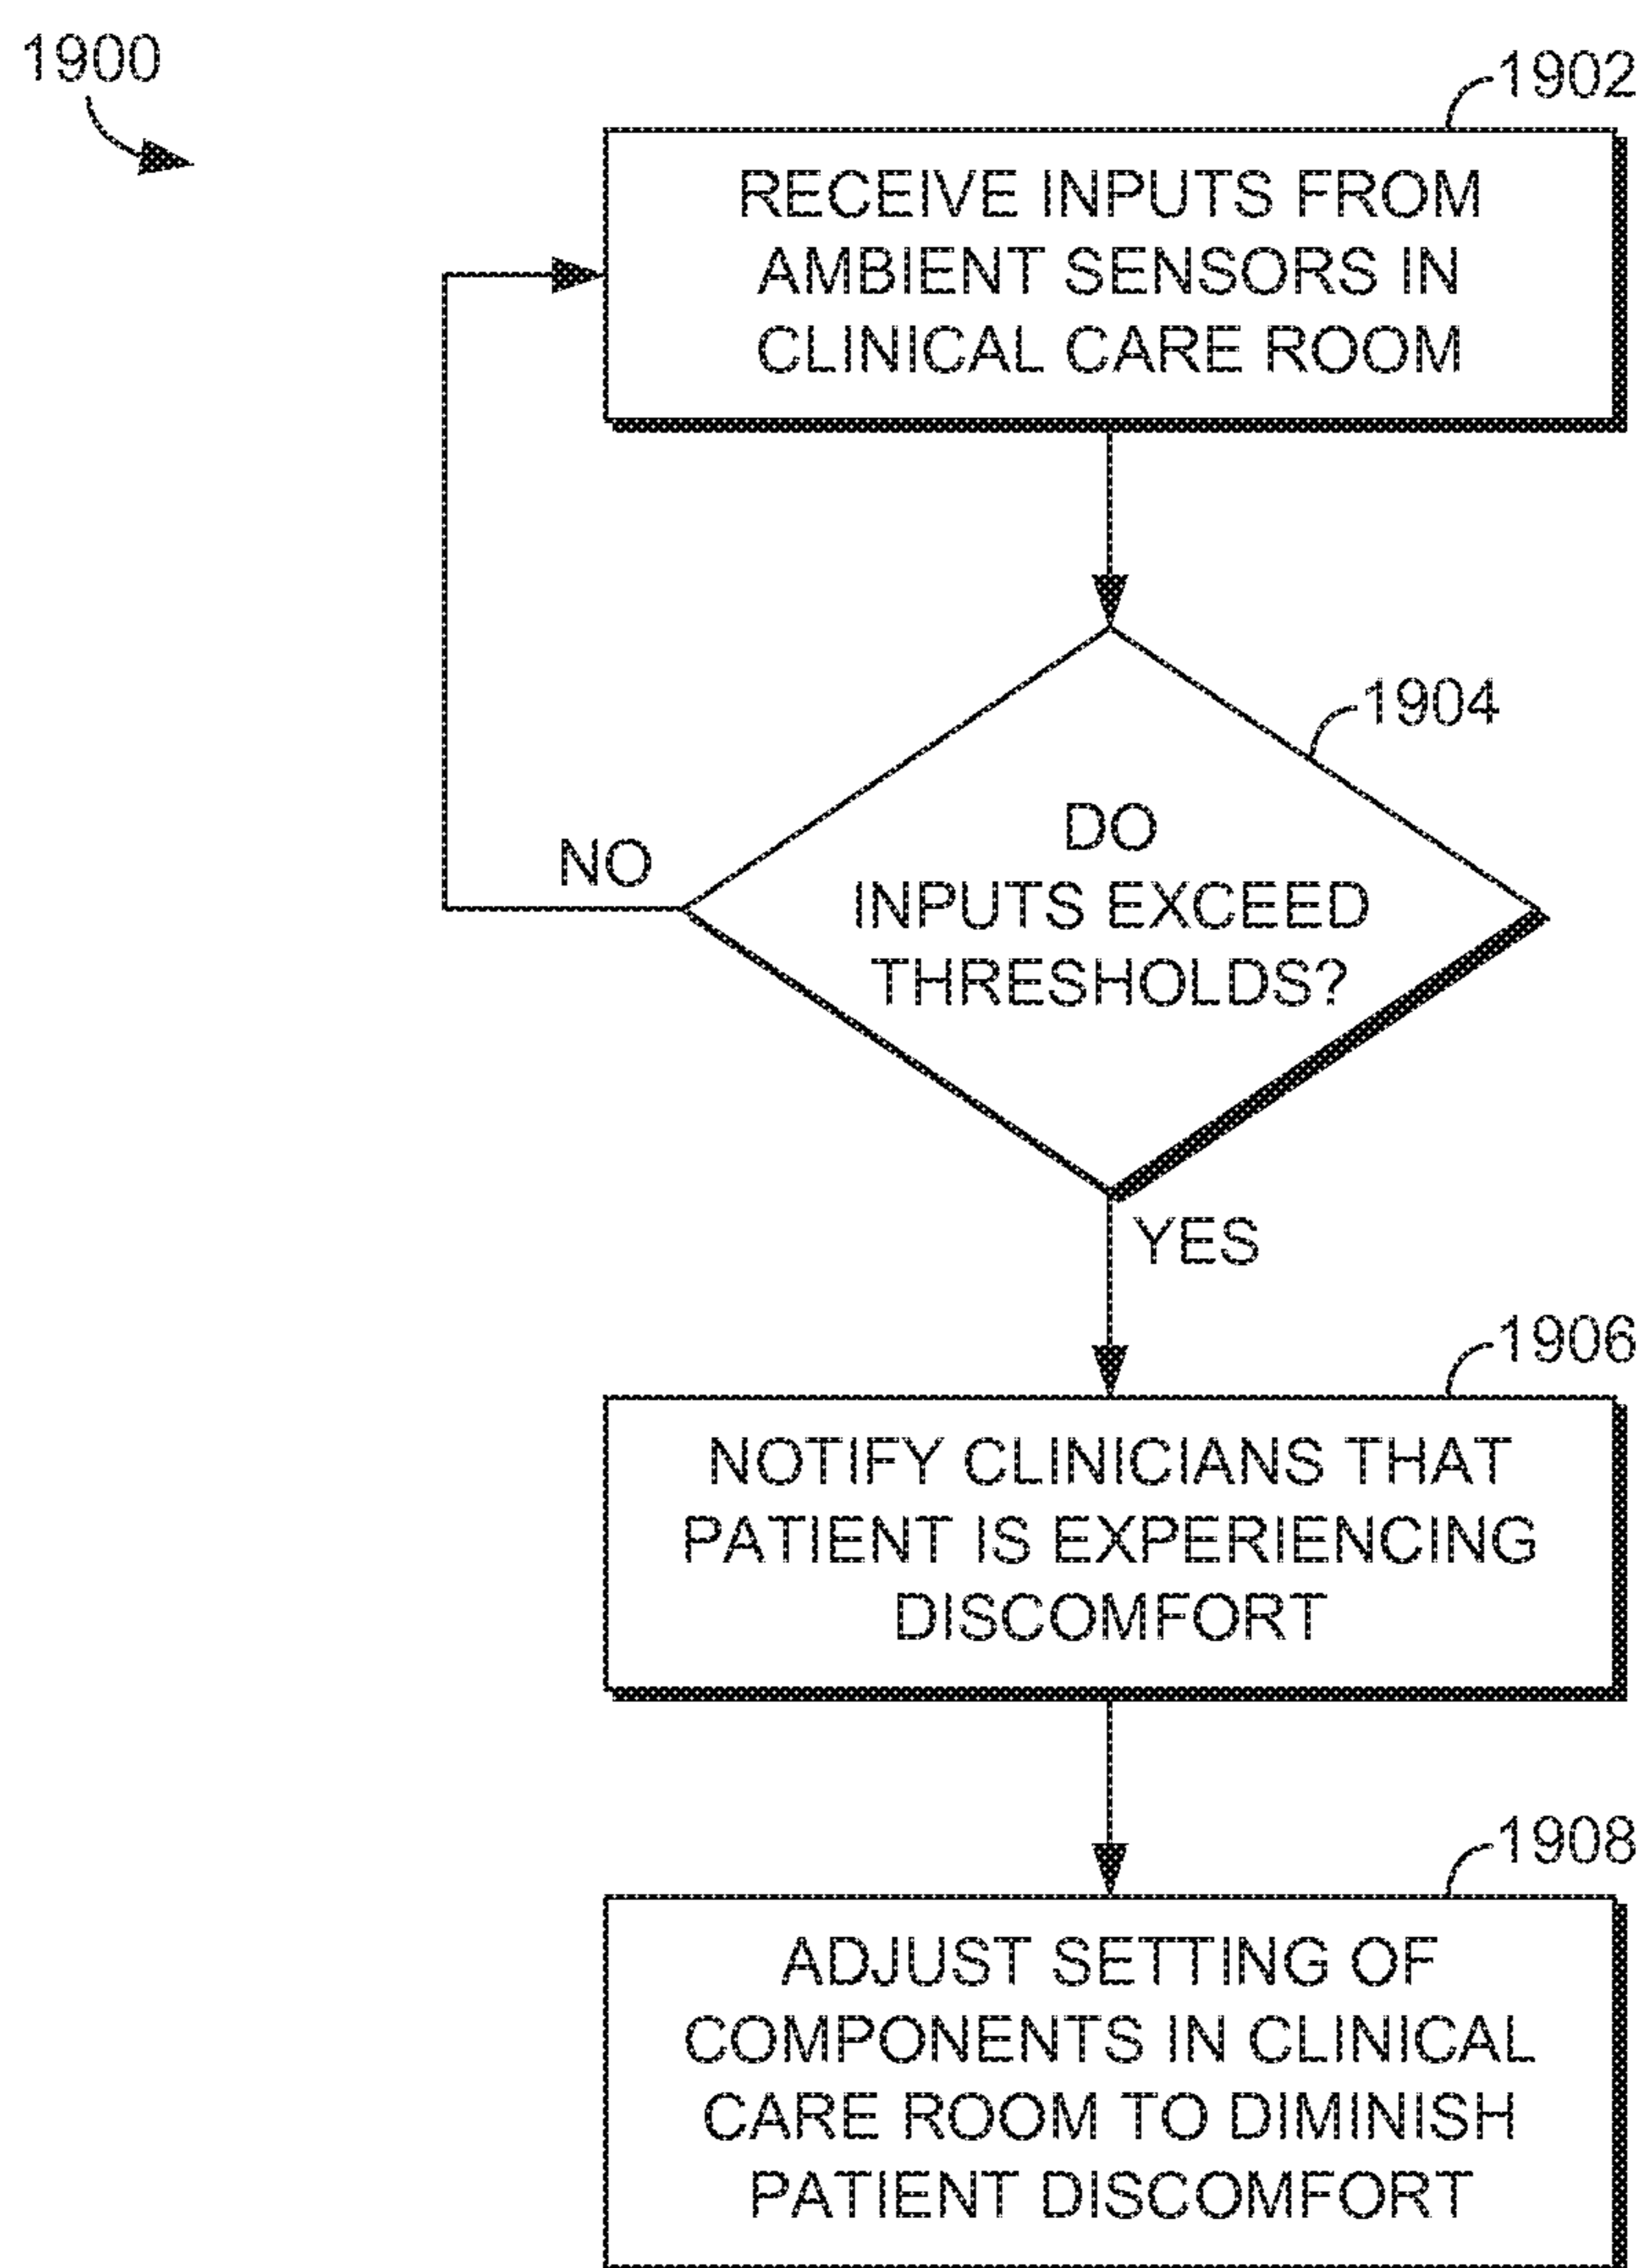 1900
1902
RECEIVE INPUTS FROM
AMBIENT SENSORS IN
CLINICAL CARE ROOM
1904
DO
INPUTS EXCEED
THRESHOLDS?
NO
YES
1906
NOTIFY CLINICIANS THAT
PATIENT IS EXPERIENCING
DISCOMFORT
1908
ADJUST SETTING OF
COMPONENTS IN CLINICAL
CARE ROOM TO DIMINISH
PATIENT DISCOMFORT